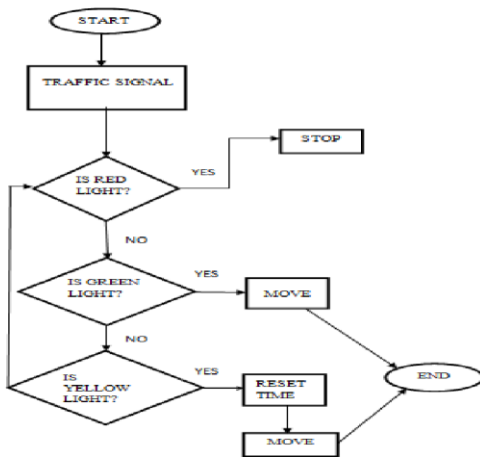 START
TRAFFIC SIGNAL
YES
STOP
IS RED
LIGHT?
NO
YES
IS GREEN
LIGHT?
MOVE
NO
YES
IS
YELLOW
LIGHT?
RESET
TIME
END
MOVE